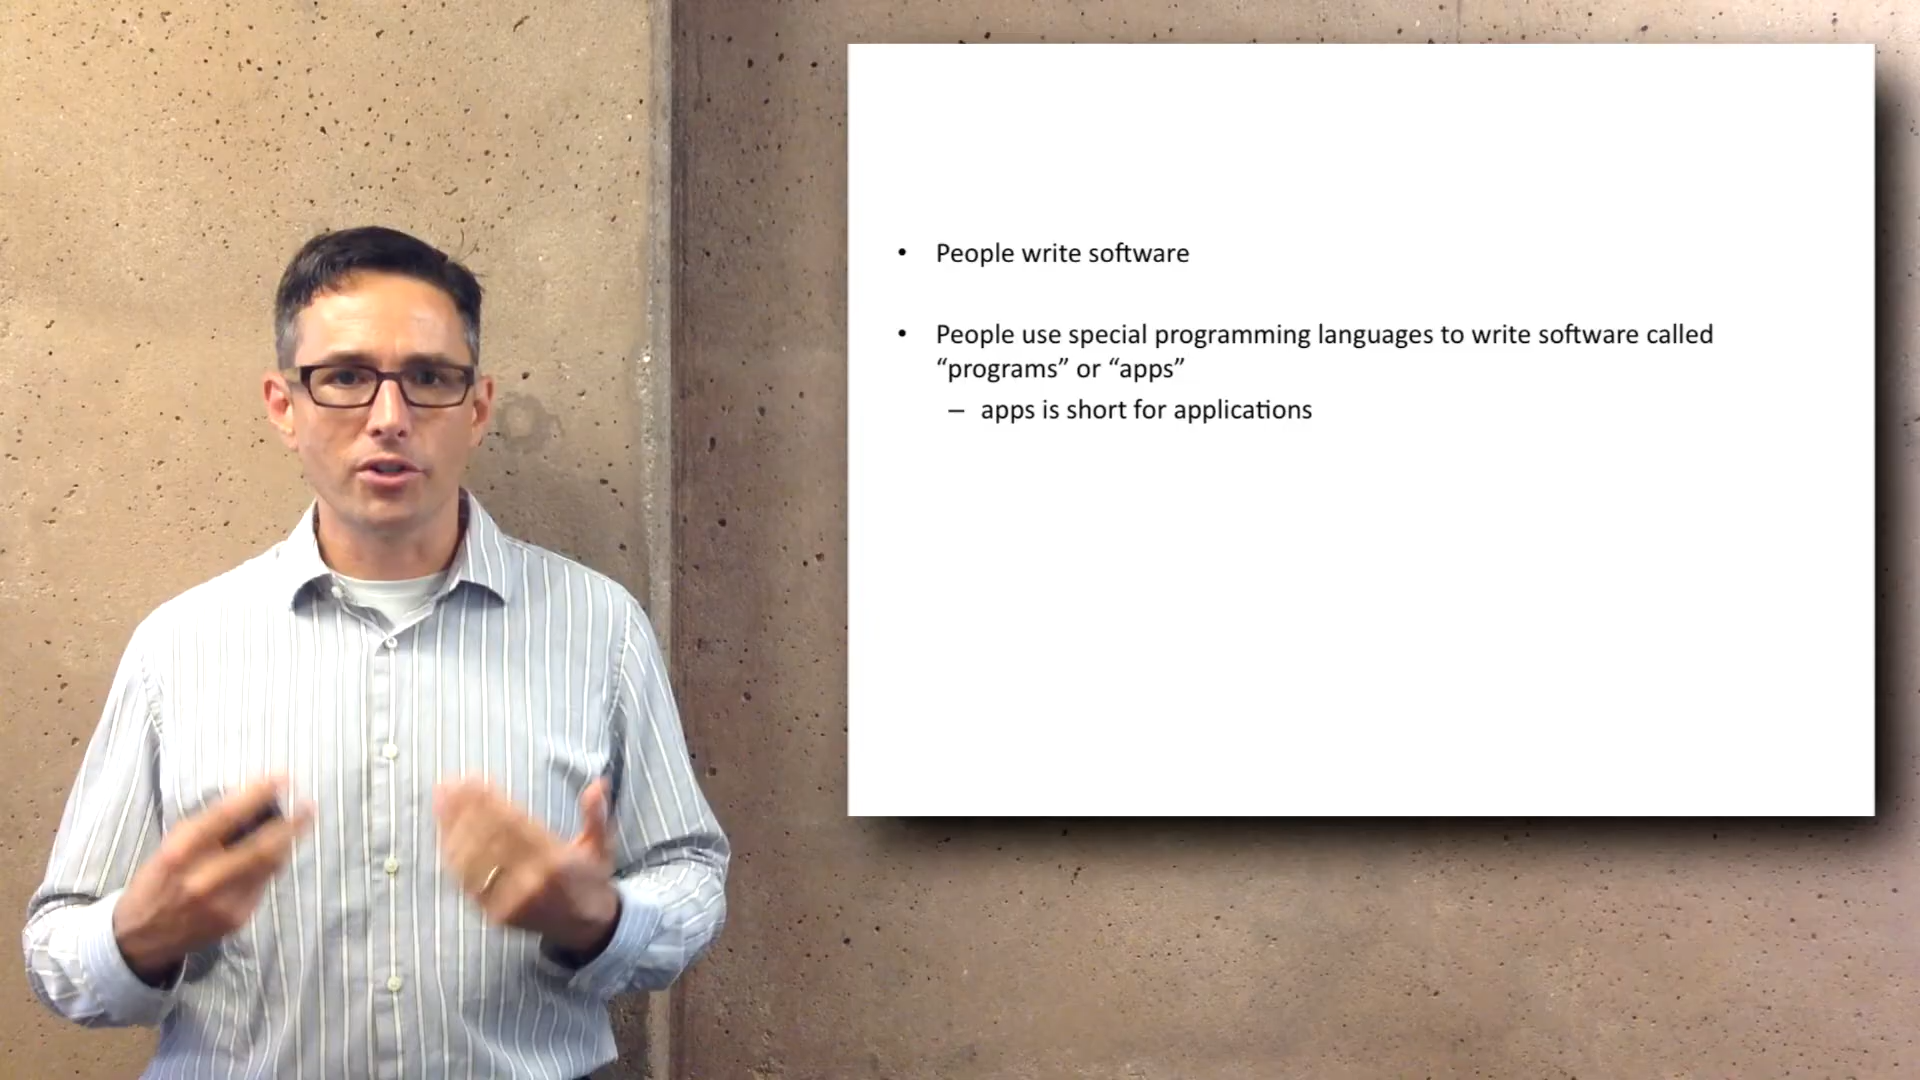 • People write software
• People use special programming languages to write software called
“programs” or “apps”
– apps is short for applications